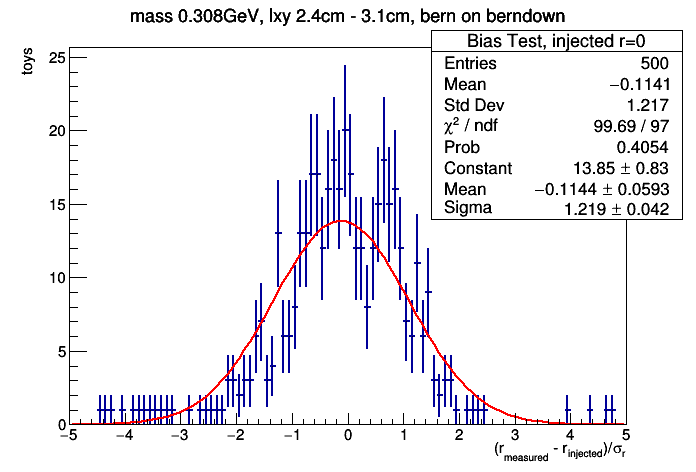 mass 0.308GeV, lxy 2.4cm - 3.1cm, bern on berndown
Bias Test, injected r=0
Entries 500
Mean −0.1141
Std Dev 1.217
χ² / ndf 99.69 / 97
Prob 0.4054
Constant 13.85 ± 0.83
Mean −0.1144 ± 0.0593
Sigma 1.219 ± 0.042
toys
25
20
15
10
5
0
−5 −4 −3 −2 −1 0 1 2 3 4 5
(r_measured - r_injected)/σ_r